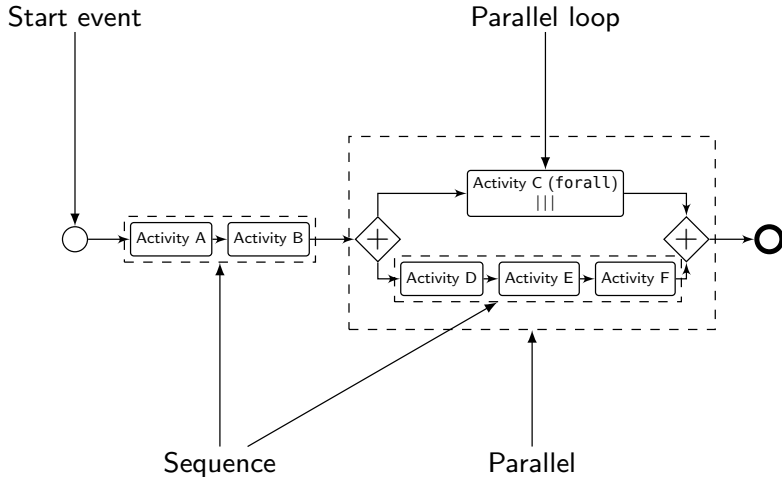 Start event
Parallel loop
Activity C (forall)
|||
Activity A
Activity B
Activity D
Activity E
Activity F
Sequence
Parallel